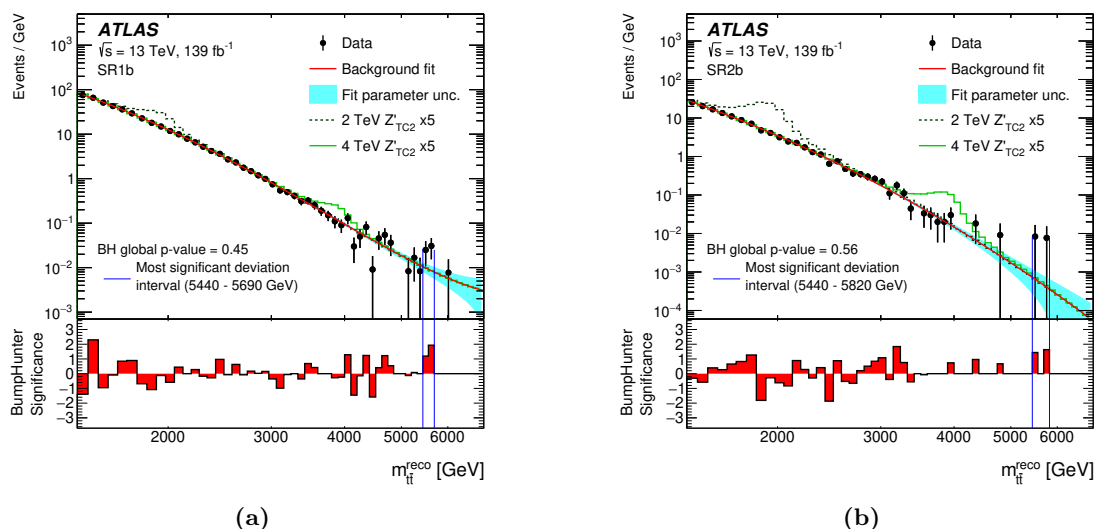 ATLAS
√s = 13 TeV, 139 fb-1
SR1b
Data
Background fit
Fit parameter unc.
2 TeV Z'TC2 x5
4 TeV Z'TC2 x5
BH global p-value = 0.45
Most significant deviation
interval (5440 - 5690 GeV)
Events / GeV
10³
10²
10
1
10⁻¹
10⁻²
10⁻³
BumpHunter
Significance
3
2
1
0
−1
−2
−3
2000 3000 4000 5000 6000
m tt̄ reco [GeV]
(a)
ATLAS
√s = 13 TeV, 139 fb-1
SR2b
Data
Background fit
Fit parameter unc.
2 TeV Z'TC2 x5
4 TeV Z'TC2 x5
BH global p-value = 0.56
Most significant deviation
interval (5440 - 5820 GeV)
Events / GeV
10³
10²
10
1
10⁻¹
10⁻²
10⁻³
10⁻⁴
BumpHunter
Significance
3
2
1
0
−1
−2
−3
2000 3000 4000 5000 6000
m tt̄ reco [GeV]
(b)